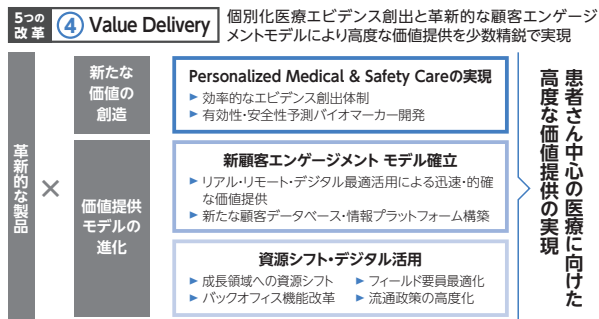 5つの
改革
④ Value Delivery
個別化医療エビデンス創出と革新的な顧客エンゲージ
メントモデルにより高度な価値提供を少数精鋭で実現
革新的な製品
×
新たな
価値の
創造
Personalized Medical & Safety Careの実現
▶ 効率的なエビデンス創出体制
▶ 有効性・安全性予測バイオマーカー開発
価値提供
モデルの
進化
新顧客エンゲージメント モデル確立
▶ リアル・リモート・デジタル最適活用による迅速・的確
な価値提供
▶ 新たな顧客データベース・情報プラットフォーム構築
資源シフト・デジタル活用
▶ 成長領域への資源シフト ▶ フィールド要員最適化
▶ バックオフィス機能改革 ▶ 流通政策の高度化
患者さん中心の医療に向けた
高度な価値提供の実現